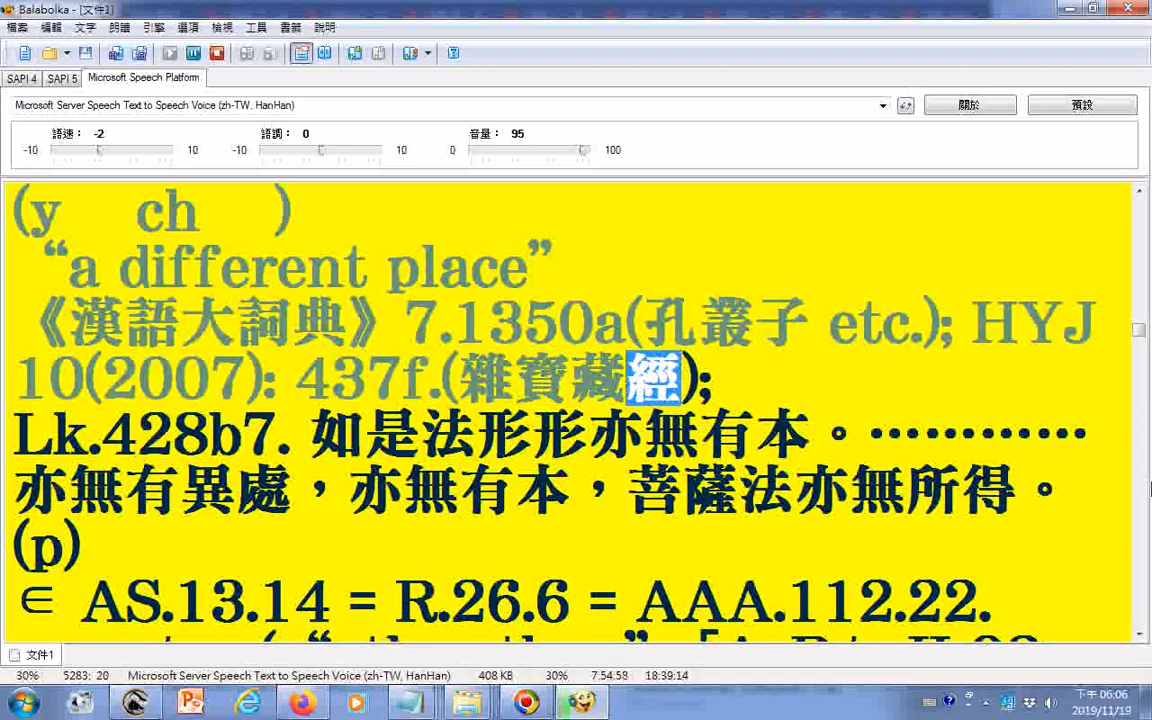 Balabolka - [文件1]
檔案 編輯 文字 朗讀 引擎 選項 檢視 工具 書籤 說明
SAPI 4 SAPI 5 Microsoft Speech Platform
Microsoft Server Speech Text to Speech Voice (zh-TW, HanHan) 關於 預設
語速： -2 語調： 0 音量： 95
-10 10 -10 10 0 100
(y ch )
“a different place”
《漢語大詞典》7.1350a(孔叢子 etc.); HYJ
10(2007): 437f.(雜寶藏經);
Lk.428b7. 如是法形形亦無有本。…………
亦無有異處，亦無有本，菩薩法亦無所得。
(p)
∈ AS.13.14 = R.26.6 = AAA.112.22.
文件1
30% 5283: 20 Microsoft Server Speech Text to Speech Voice (zh-TW, HanHan) 408 KB 30% 7:54:58 18:39:14
下午 06:06
2019/11/19